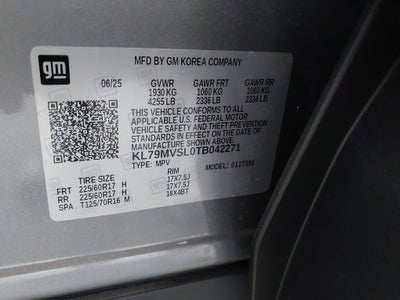 gm
MFD BY GM KOREA COMPANY
06/25 GVWR GAWR FRT GAWR RR
1930 KG 1060 KG 1060 KG
4255 LB 2336 LB 2336 LB
THIS VEHICLE CONFORMS TO ALL
APPLICABLE U.S. FEDERAL MOTOR
VEHICLE SAFETY AND THEFT PREVENTION
STANDARDS IN EFFECT ON THE DATE OF
MANUFACTURE SHOWN ABOVE.
KL79MVSL0TB042271
TYPE: MPV MODEL: 011TS56
TIRE SIZE RIM
FRT 225/60R17 H 17X7.5J
RR 225/60R17 H 17X7.5J
SPA T125/70R16 M 16X4BT